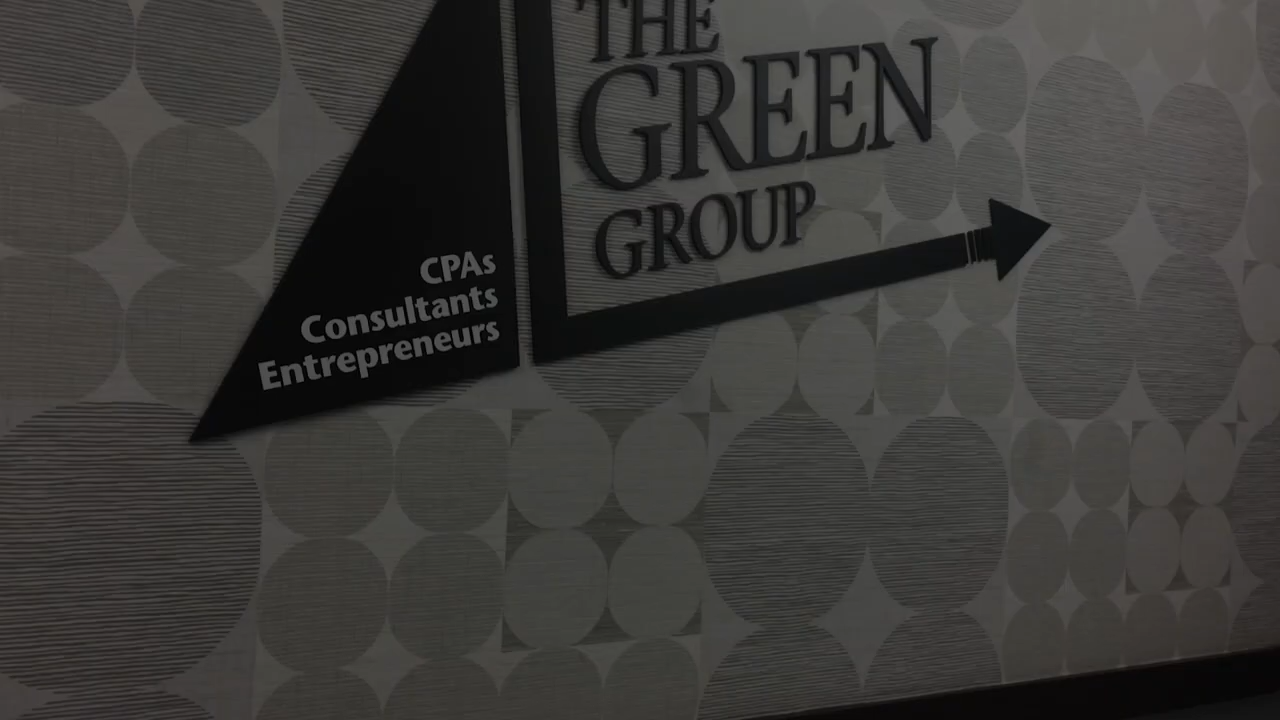 THE
GREEN
GROUP
CPAs
Consultants
Entrepreneurs